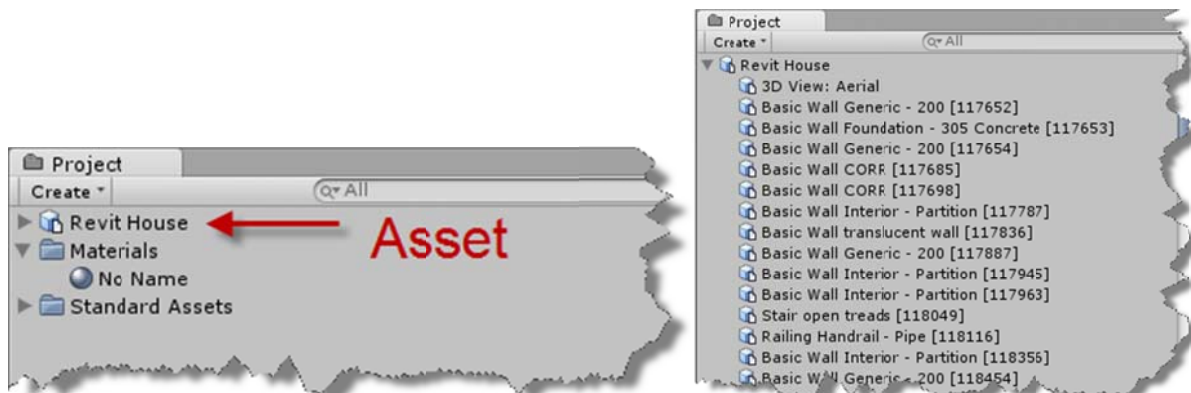 Project
Create
All
Revit House
Asset
Materials
No Name
Standard Assets
Project
Create
All
Revit House
3D View: Aerial
Basic Wall Generic - 200 [117652]
Basic Wall Foundation - 305 Concrete [117653]
Basic Wall Generic - 200 [117654]
Basic Wall CORR [117685]
Basic Wall CORR [117698]
Basic Wall Interior - Partition [117787]
Basic Wall translucent wall [117836]
Basic Wall Generic - 200 [117887]
Basic Wall Interior - Partition [117945]
Basic Wall Interior - Partition [117963]
Stair open treads [118049]
Railing Handrail - Pipe [118116]
Basic Wall Interior - Partition [118356]
Basic Wall Generic - 200 [118454]